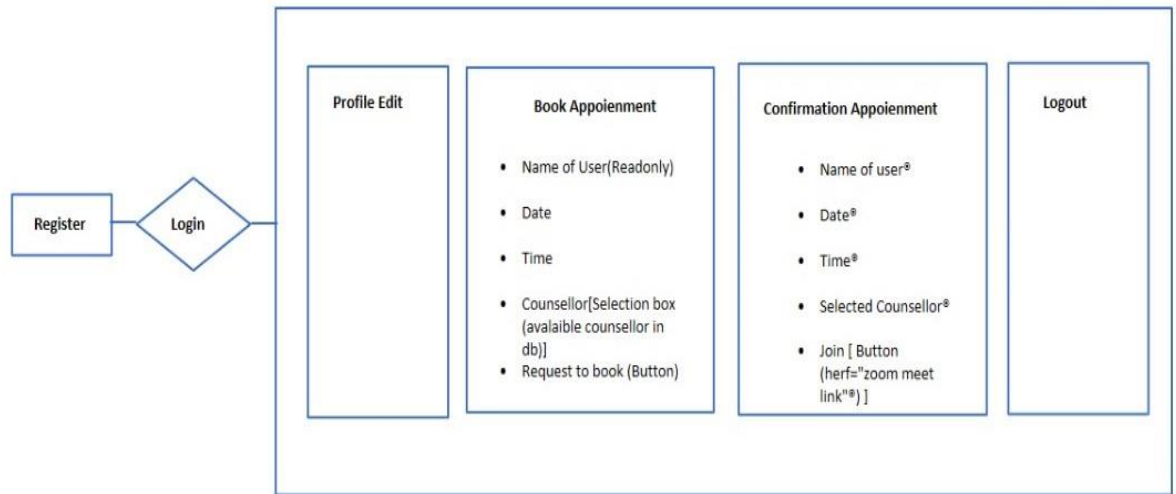 Register
Login
Profile Edit
Book Appoienment
• Name of User(Readonly)
• Date
• Time
• Counsellor[Selection box
(avalaible counsellor in
db)]
• Request to book (Button)
Confirmation Appoienment
• Name of user®
• Date®
• Time®
• Selected Counsellor®
• Join [ Button
(herf="zoom meet
link"®) ]
Logout